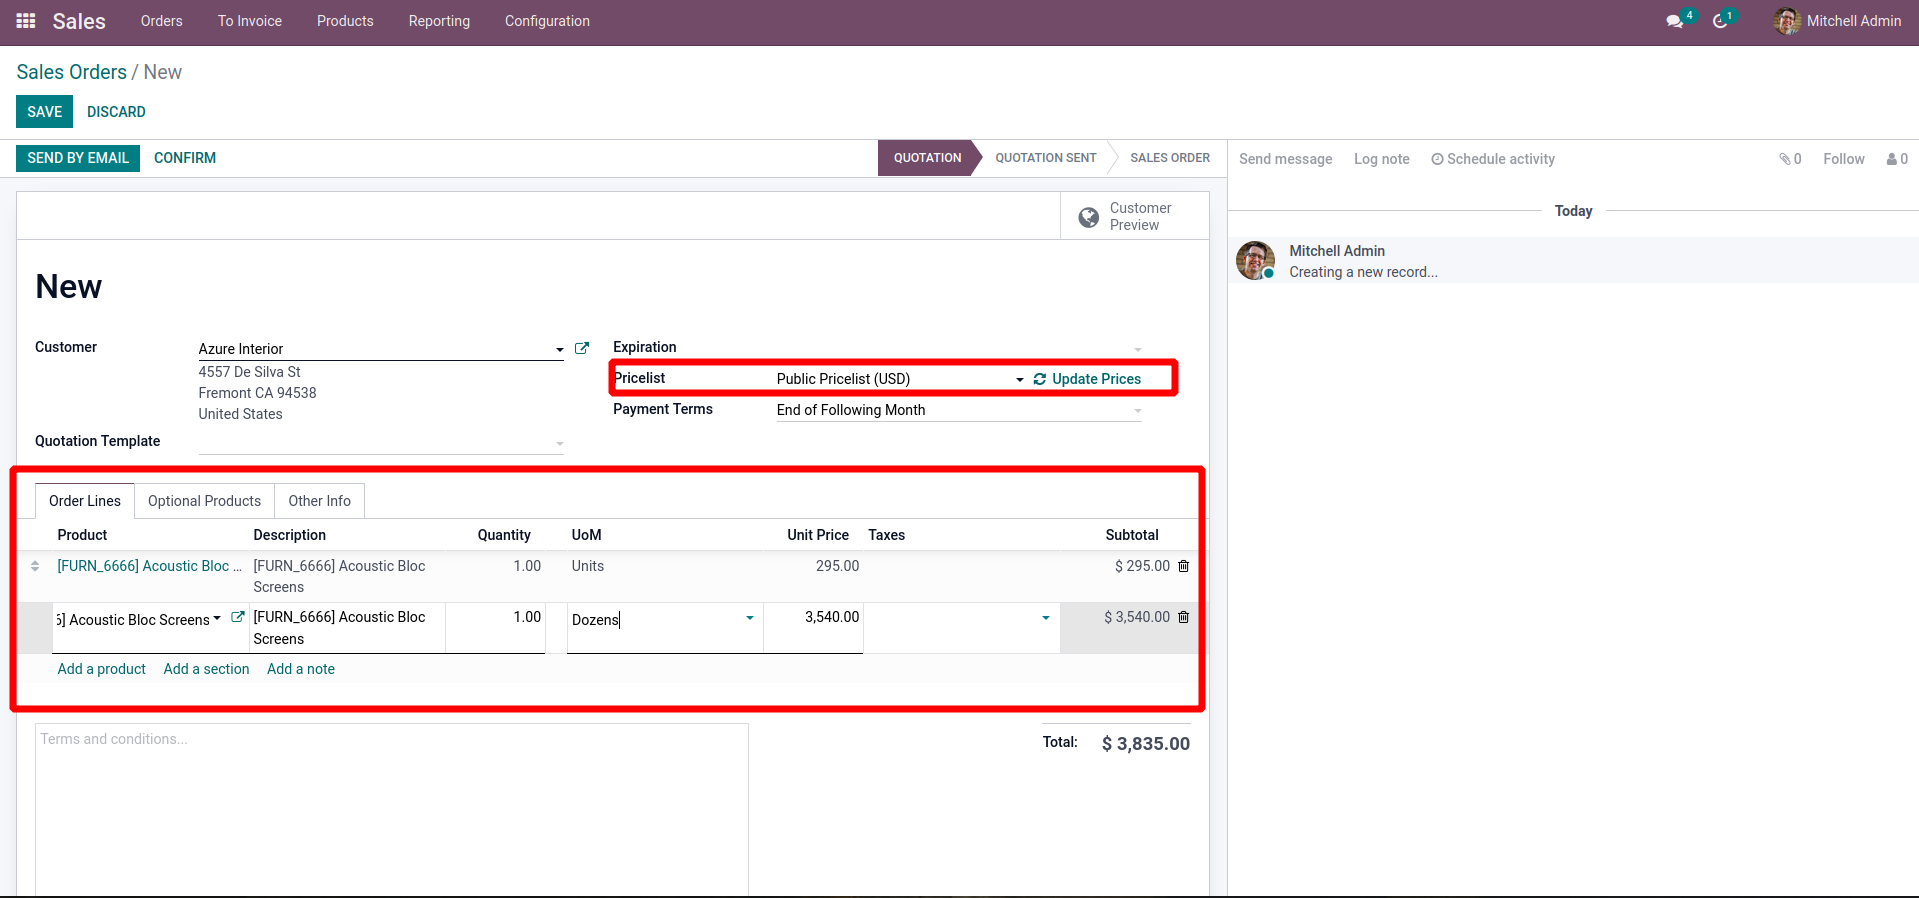 Sales Orders To Invoice Products Reporting Configuration 4 1 Mitchell Admin
Sales Orders / New
SAVE DISCARD
SEND BY EMAIL CONFIRM QUOTATION QUOTATION SENT SALES ORDER Send message Log note Schedule activity 0 Follow 0
Customer
Preview
Today
Mitchell Admin
Creating a new record...
New
Customer Azure Interior
4557 De Silva St
Fremont CA 94538
United States
Quotation Template
Expiration
Pricelist Public Pricelist (USD) Update Prices
Payment Terms End of Following Month
Order Lines Optional Products Other Info
Product Description Quantity UoM Unit Price Taxes Subtotal
[FURN_6666] Acoustic Bloc ... [FURN_6666] Acoustic Bloc 1.00 Units 295.00 $ 295.00
Screens
6] Acoustic Bloc Screens [FURN_6666] Acoustic Bloc 1.00 Dozens 3,540.00 $ 3,540.00
Screens
Add a product Add a section Add a note
Terms and conditions...
Total: $ 3,835.00